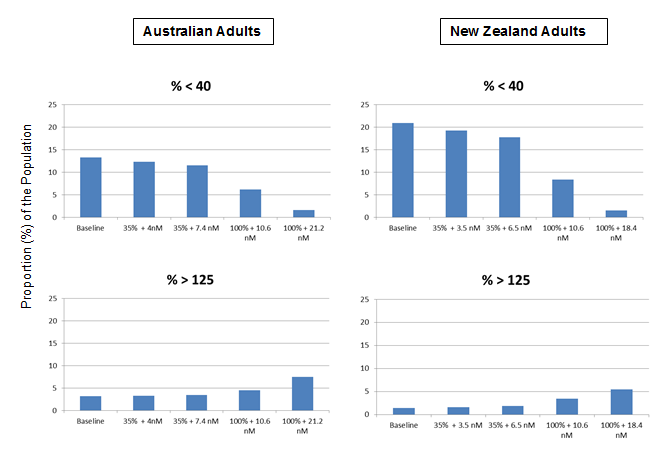 Australian Adults
New Zealand Adults
Proportion (%) of the Population
% < 40
25
20
15
10
5
0
Baseline
35% + 4nM
35% + 7.4 nM
100% + 10.6
nM
100% + 21.2
nM
% < 40
25
20
15
10
5
0
Baseline
35% + 3.5 nM
35% + 6.5 nM
100% + 10.6
nM
100% + 18.4
nM
% > 125
25
20
15
10
5
0
Baseline
35% + 4nM
35% + 7.4 nM
100% + 10.6
nM
100% + 21.2
nM
% > 125
25
20
15
10
5
0
Baseline
35% + 3.5 nM
35% + 6.5 nM
100% + 10.6
nM
100% + 18.4
nM